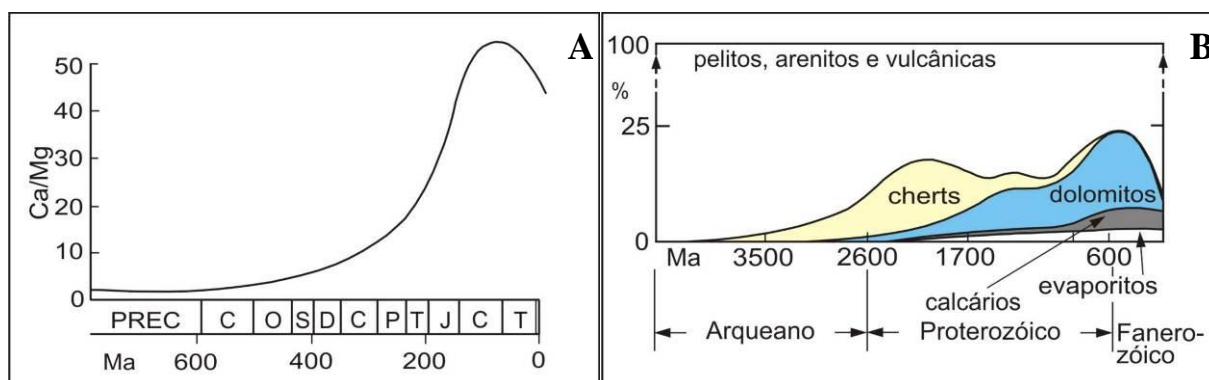 A
50
40
30
20
10
0
Ca/Mg
PREC C O S D C P T J C T
Ma 600 400 200 0
B
100
pelitos, arenitos e vulcânicas
%
25
cherts
dolomitos
0
Ma 3500 2600 1700 600
calcários
evaporitos
Arqueano
Proterozóico
Fanero-
zóico